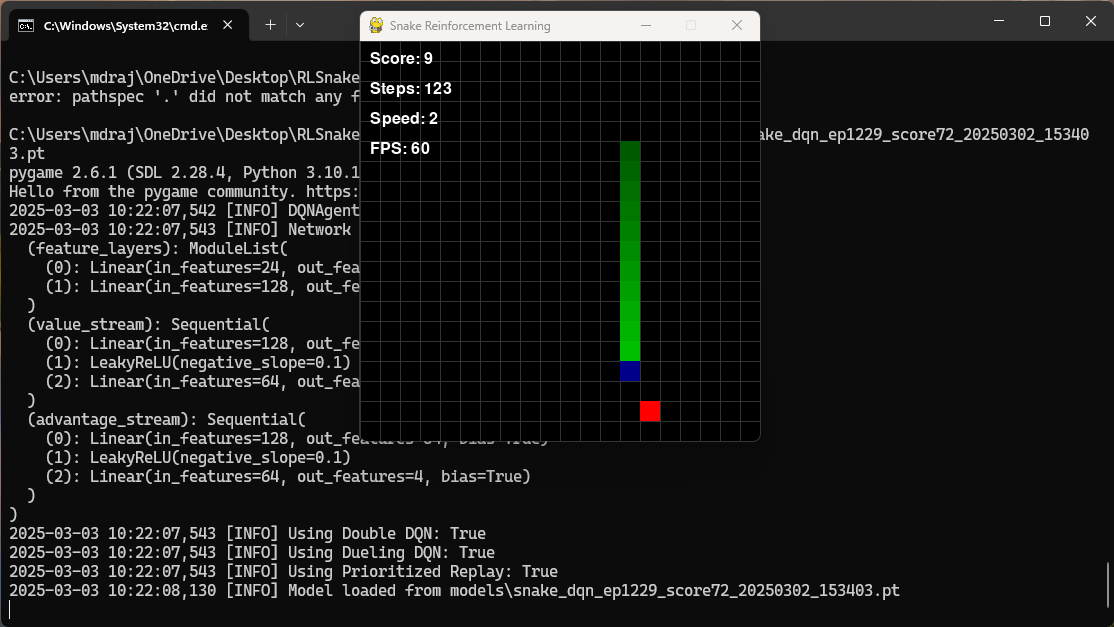 C:\Windows\System32\cmd.e
Snake Reinforcement Learning
Score: 9
Steps: 123
Speed: 2
FPS: 60
C:\Users\mdraj\OneDrive\Desktop\RLSnake
error: pathspec '.' did not match any f
C:\Users\mdraj\OneDrive\Desktop\RLSnake ake_dqn_ep1229_score72_20250302_15340
3.pt
pygame 2.6.1 (SDL 2.28.4, Python 3.10.1
Hello from the pygame community. https:
2025-03-03 10:22:07,542 [INFO] DQNAgent
2025-03-03 10:22:07,543 [INFO] Network
(feature_layers): ModuleList(
(0): Linear(in_features=24, out_fea
(1): Linear(in_features=128, out_fe
)
(value_stream): Sequential(
(0): Linear(in_features=128, out_fe
(1): LeakyReLU(negative_slope=0.1)
(2): Linear(in_features=64, out_fea
)
(advantage_stream): Sequential(
(0): Linear(in_features=128, out_features=64, bias=True)
(1): LeakyReLU(negative_slope=0.1)
(2): Linear(in_features=64, out_features=4, bias=True)
)
)
2025-03-03 10:22:07,543 [INFO] Using Double DQN: True
2025-03-03 10:22:07,543 [INFO] Using Dueling DQN: True
2025-03-03 10:22:07,543 [INFO] Using Prioritized Replay: True
2025-03-03 10:22:08,130 [INFO] Model loaded from models\snake_dqn_ep1229_score72_20250302_153403.pt